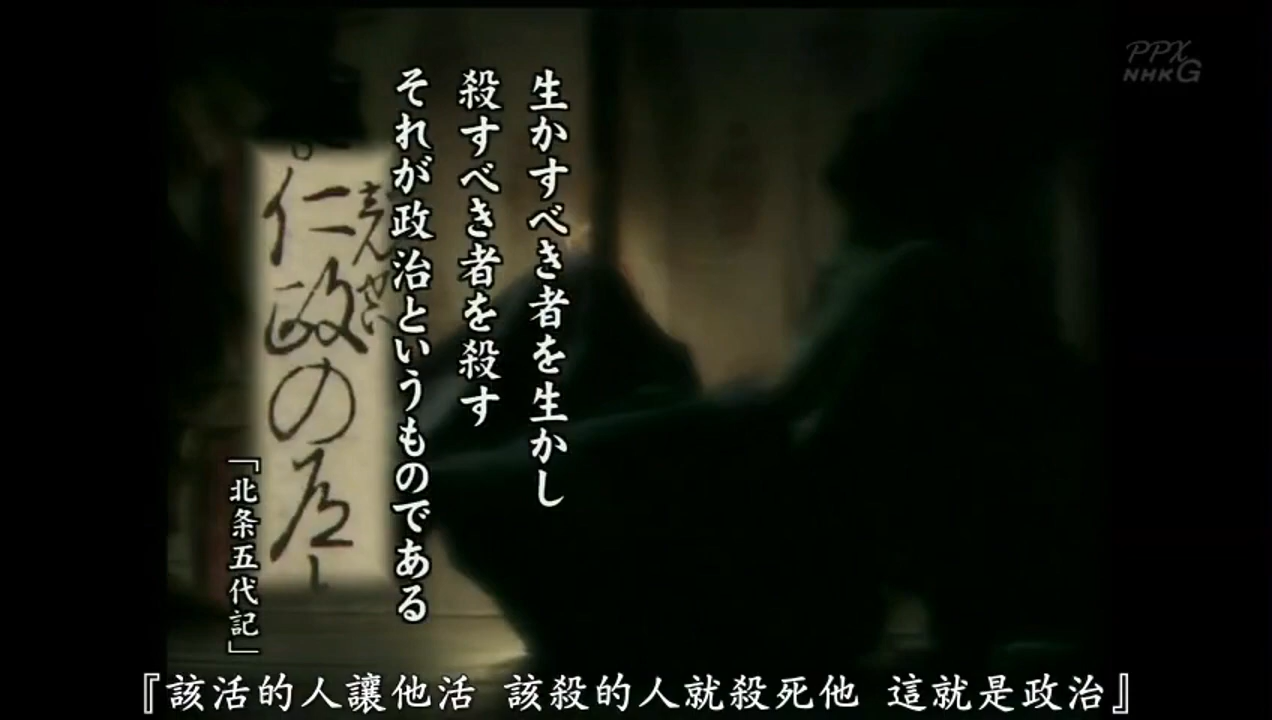 生かすべき者を生かし
殺すべき者を殺す
それが政治というものである
仁政の
「北条五代記」
『該活的人讓他活 該殺的人就殺死他 這就是政治』
PPX
NHK G